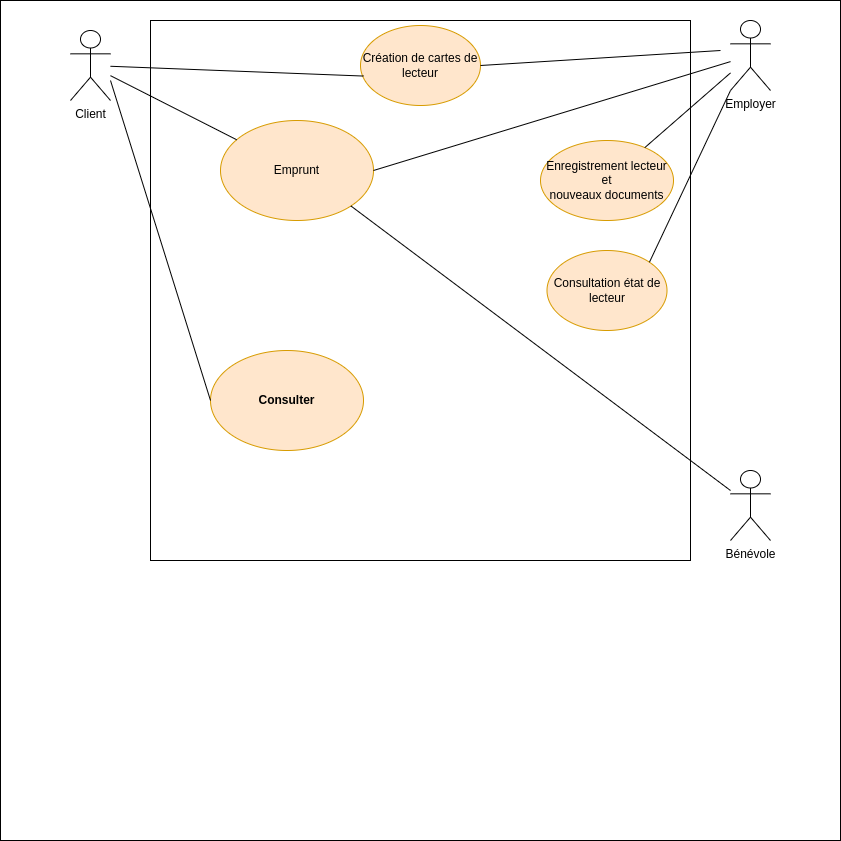 Création de cartes de
lecteur
Client
Employer
Emprunt
Enregistrement lecteur
et
nouveaux documents
Consultation état de
lecteur
Consulter
Bénévole